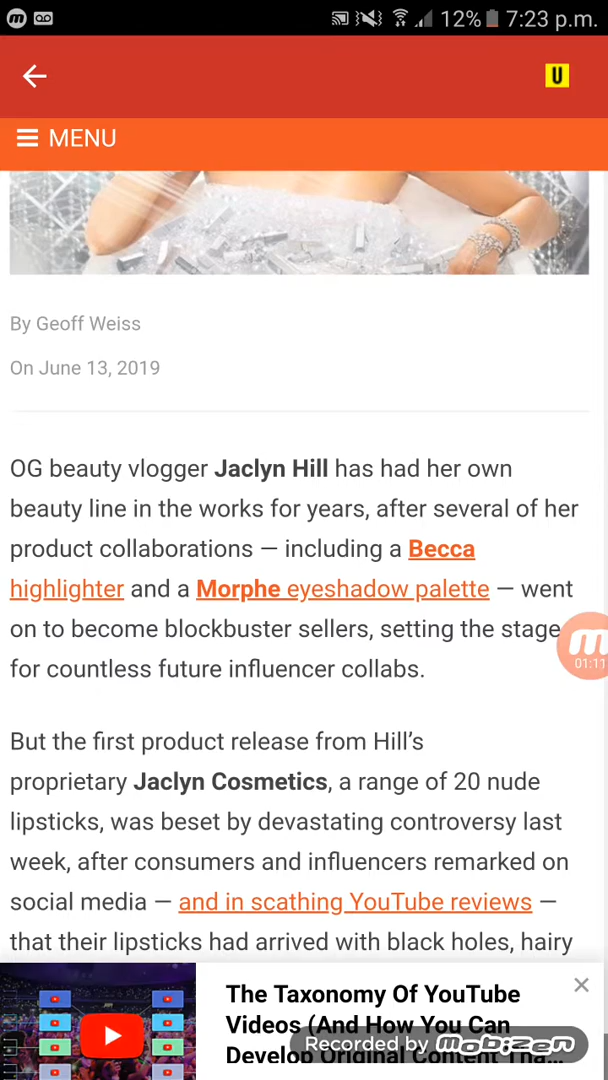 12% 7:23 p.m.
U
MENU
By Geoff Weiss
On June 13, 2019
OG beauty vlogger Jaclyn Hill has had her own
beauty line in the works for years, after several of her
product collaborations — including a Becca
highlighter and a Morphe eyeshadow palette — went
on to become blockbuster sellers, setting the stage
for countless future influencer collabs.
01:11
But the first product release from Hill’s
proprietary Jaclyn Cosmetics, a range of 20 nude
lipsticks, was beset by devastating controversy last
week, after consumers and influencers remarked on
social media — and in scathing YouTube reviews —
that their lipsticks had arrived with black holes, hairy
The Taxonomy Of YouTube
Videos (And How You Can
Develop Original Content Tha...
Recorded by mobizen